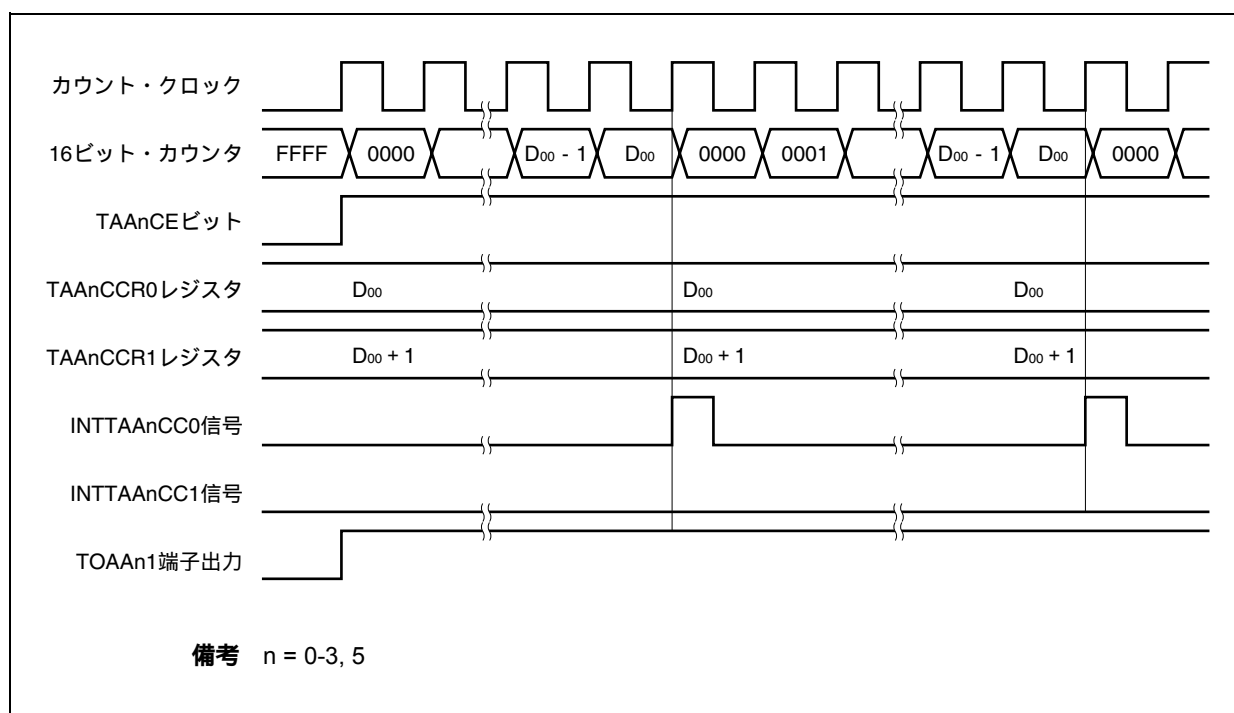 カウント・クロック
16ビット・カウンタ FFFF 0000 D00 - 1 D00 0000 0001 D00 - 1 D00 0000
TAAnCEビット
TAAnCCR0レジスタ D00 D00 D00
TAAnCCR1レジスタ D00 + 1 D00 + 1 D00 + 1
INTTAAnCC0信号
INTTAAnCC1信号
TOAAn1端子出力
備考 n = 0-3, 5